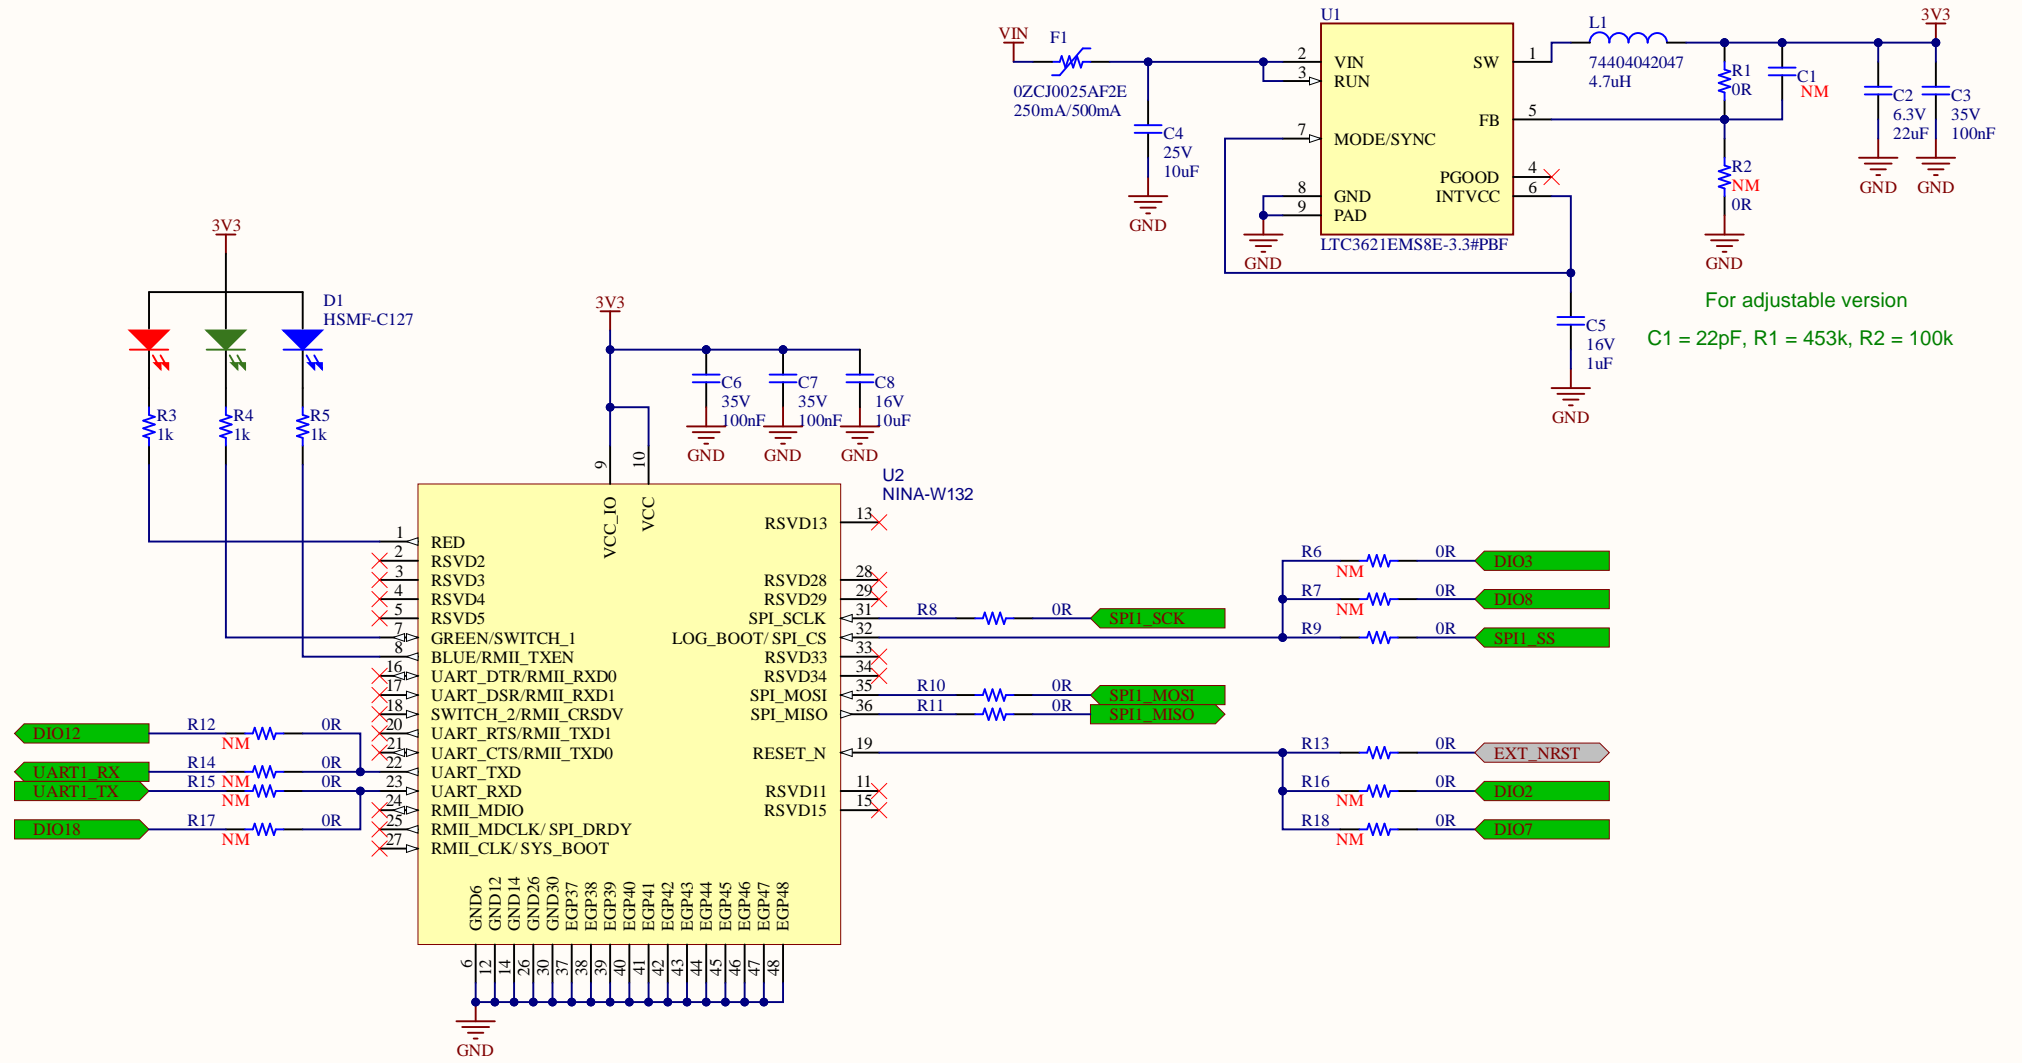 VIN
F1
0ZCJ0025AF2E
250mA/500mA
C4
25V
10uF
GND
U1
2
VIN
3
RUN
7
MODE/SYNC
8
GND
9
PAD
SW
1
FB
5
PGOOD
4
INTVCC
6
LTC3621EMS8E-3.3#PBF
GND
L1
74404042047
4.7uH
3V3
R1
0R
C1
NM
C2
6.3V
22uF
GND
C3
35V
100nF
GND
R2
NM
0R
GND
C5
16V
1uF
GND
For adjustable version
C1 = 22pF, R1 = 453k, R2 = 100k
3V3
D1
HSMF-C127
R3
1k
R4
1k
R5
1k
3V3
C6
35V
100nF
GND
C7
35V
100nF
GND
C8
16V
10uF
GND
U2
NINA-W132
9
VCC_IO
10
VCC
1
RED
2
RSVD2
3
RSVD3
4
RSVD4
5
RSVD5
7
GREEN/SWITCH_1
8
BLUE/RMII_TXEN
16
UART_DTR/RMII_RXD0
17
UART_DSR/RMII_RXD1
18
SWITCH_2/RMII_CRSDV
20
UART_RTS/RMII_TXD1
21
UART_CTS/RMII_TXD0
22
UART_TXD
23
UART_RXD
24
RMII_MDIO
25
RMII_MDCLK/ SPI_DRDY
27
RMII_CLK/ SYS_BOOT
RSVD13
13
RSVD28
28
RSVD29
29
SPI_SCLK
31
LOG_BOOT/ SPI_CS
32
RSVD33
33
RSVD34
34
SPI_MOSI
35
SPI_MISO
36
RESET_N
19
RSVD11
11
RSVD15
15
GND6
GND12
GND14
GND26
GND30
EGP37
EGP38
EGP39
EGP40
EGP41
EGP42
EGP43
EGP44
EGP45
EGP46
EGP47
EGP48
6
12
14
26
30
37
38
39
40
41
42
43
44
45
46
47
48
GND
DIO12
R12
NM
0R
UART1_RX
R14
NM
0R
UART1_TX
R15
NM
0R
DIO18
R17
NM
0R
R8
0R
SPI1_SCK
R10
0R
SPI1_MOSI
R11
0R
SPI1_MISO
R6
NM
0R
DIO3
R7
NM
0R
DIO8
R9
0R
SPI1_SS
R13
0R
EXT_NRST
R16
NM
0R
DIO2
R18
NM
0R
DIO7